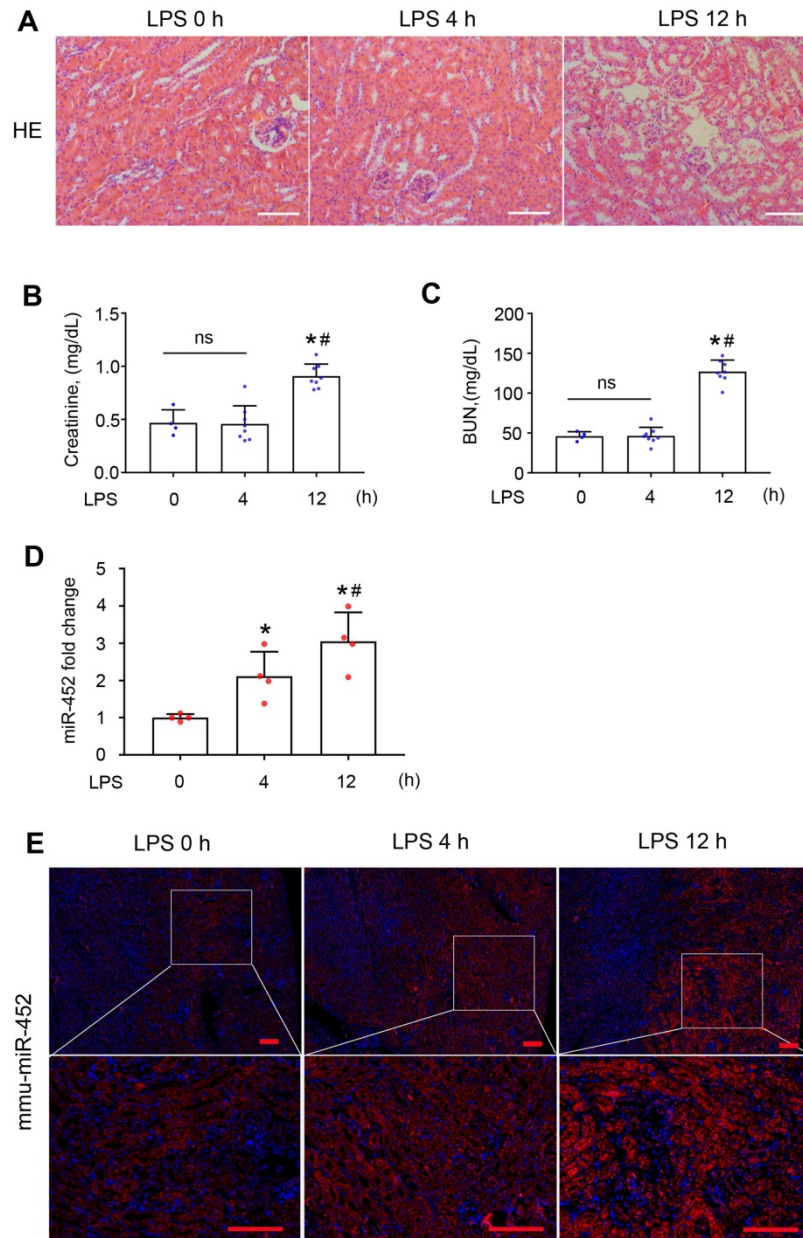 A
LPS 0 h LPS 4 h LPS 12 h
HE
B
Creatinine, (mg/dL)
1.5
1.0
0.5
0.0
ns
*#
LPS 0 4 12 (h)
C
BUN,(mg/dL)
200
150
100
50
0
ns
*#
LPS 0 4 12 (h)
D
miR-452 fold change
5
4
3
2
1
0
*
*#
LPS 0 4 12 (h)
E
LPS 0 h LPS 4 h LPS 12 h
mmu-miR-452